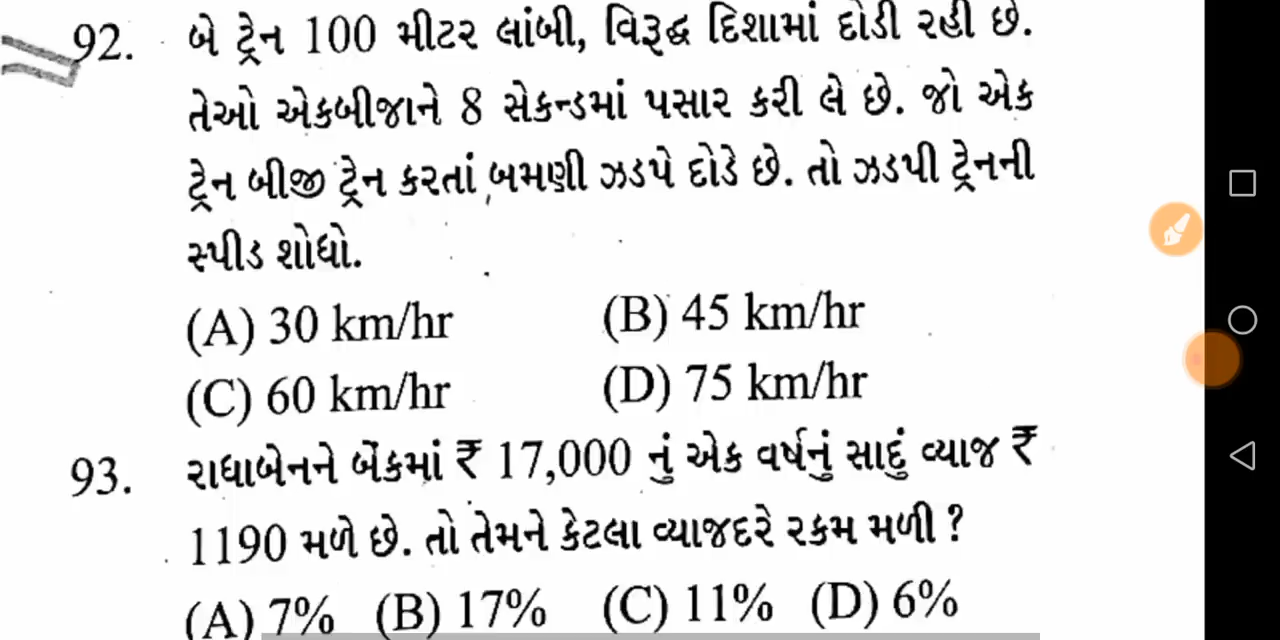 92. બે ટ્રેન 100 મીટર લાંબી, વિરૂદ્ધ દિશામાં દોડી રહી છે.
તેઓ એકબીજાને 8 સેકન્ડમાં પસાર કરી લે છે. જો એક
ટ્રેન બીજી ટ્રેન કરતાં બમણી ઝડપે દોડે છે. તો ઝડપી ટ્રેનની
સ્પીડ શોધો.
(A) 30 km/hr (B) 45 km/hr
(C) 60 km/hr (D) 75 km/hr
93. રાધાબેનને બેંકમાં ₹ 17,000 નું એક વર્ષનું સાદું વ્યાજ ₹
1190 મળે છે. તો તેમને કેટલા વ્યાજદરે રકમ મળી ?
(A) 7% (B) 17% (C) 11% (D) 6%